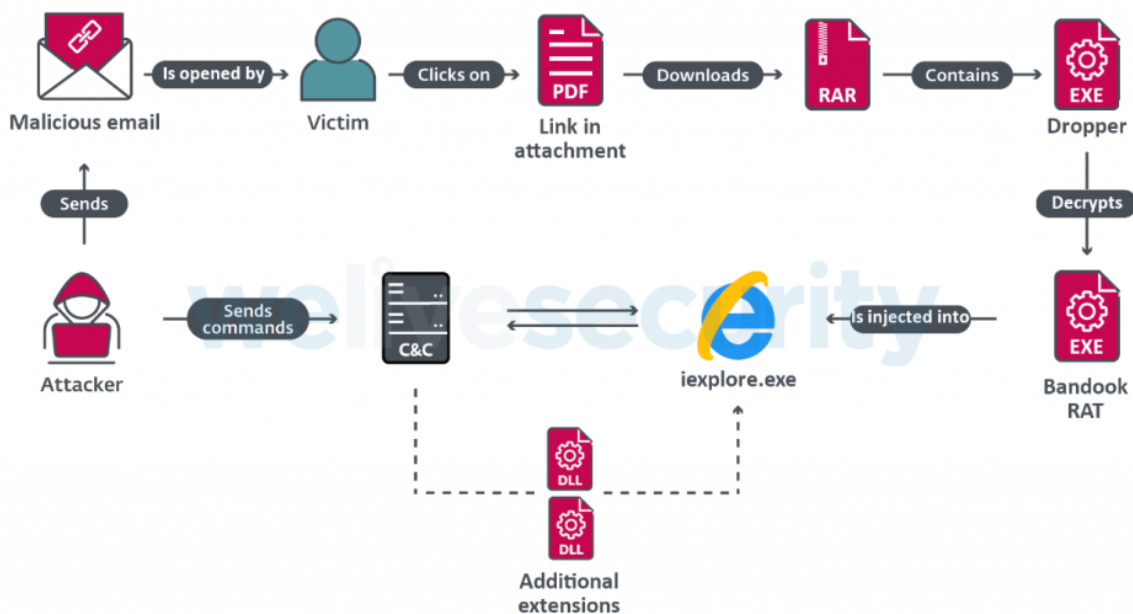 Is opened by
Clicks on
PDF
Downloads
RAR
Contains
EXE
Malicious email
Victim
Link in
attachment
Dropper
Sends
Decrypts
welivesecurity
Sends
commands
C&C
Is injected into
EXE
Attacker
iexplore.exe
Bandook
RAT
DLL
DLL
Additional
extensions